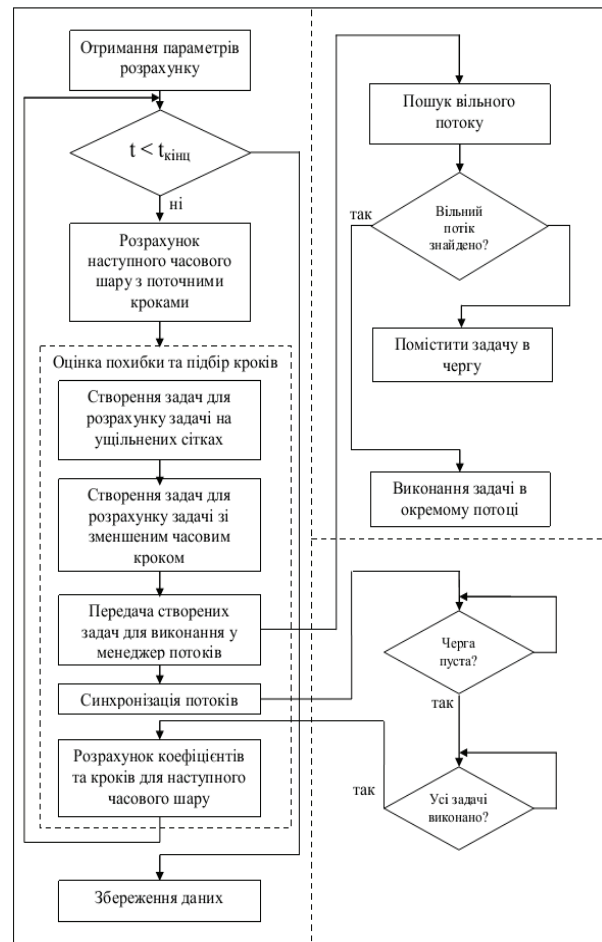 Отримання параметрів
розрахунку
t < tкінц
ні
Розрахунок
наступного часового
шару з поточними
кроками
Оцінка похибки та підбір кроків
Створення задач для
розрахунку задачі на
ущільнених сітках
Створення задач для
розрахунку задачі зі
зменшеним часовим
кроком
Передача створених
задач для виконання у
менеджер потоків
Синхронізація потоків
Розрахунок коефіцієнтів
та кроків для наступного
часового шару
Збереження даних
Пошук вільного
потоку
так
Вільний
потік
знайдено?
Помістити задачу в
чергу
Виконання задачі в
окремому потоці
Черга
пуста?
так
так
Усі задачі
виконано?